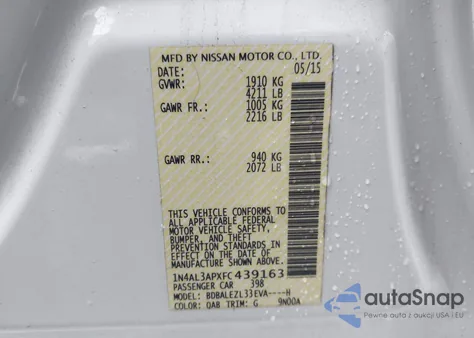 MFD BY NISSAN MOTOR CO., LTD.
DATE: 05/15
GVWR: 1910 KG
4211 LB
GAWR FR.: 1005 KG
2216 LB
GAWR RR.: 940 KG
2072 LB
THIS VEHICLE CONFORMS TO ALL
APPLICABLE FEDERAL
MOTOR VEHICLE SAFETY,
BUMPER, AND THEFT
PREVENTION STANDARDS
IN EFFECT ON THE DATE OF
MANUFACTURE SHOWN ABOVE
1N4AL3APXFC439163
PASSENGER CAR 398
MODEL: BDBALEZL33EVA----H
COLOR: QAB TRIM: G 9N00A
autoSnap
Pewne auta z aukcji USA i EU